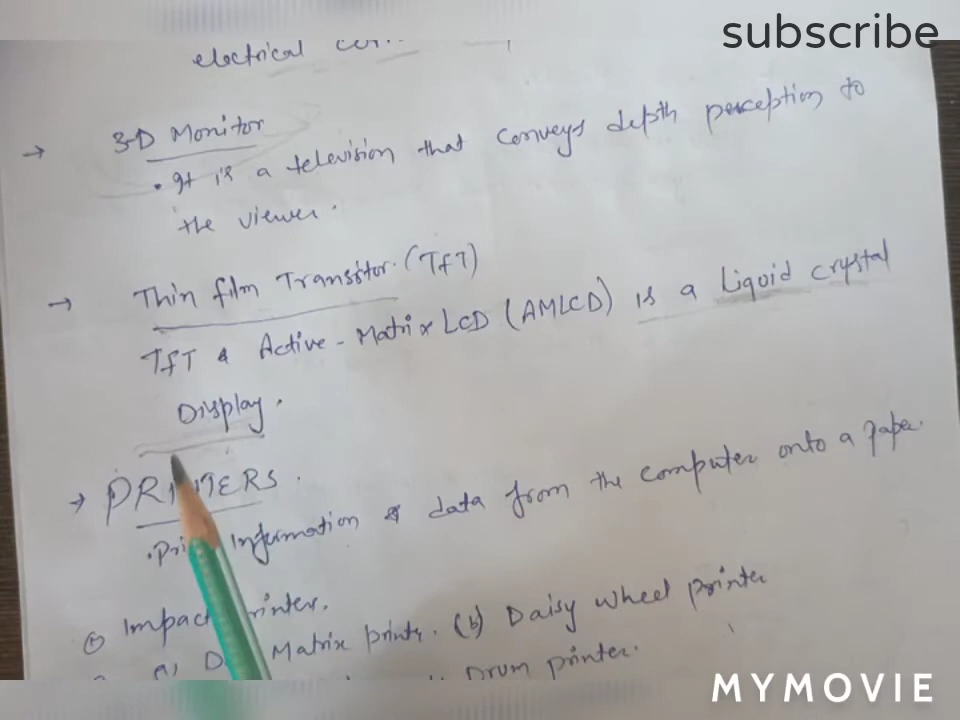 subscribe
electrical
→ 3-D Monitor
• It is a television that conveys depth perception to
the viewer.
→ Thin film Transistor. (TfT)
TfT & Active-Matrix LCD (AMLCD) is a Liquid crystal
Display.
→ PRINTERS.
• Information & data from the computer onto a paper.
Impact printer.
Matrix printer. (b) Daisy wheel printer
Drum printer.
MYMOVIE